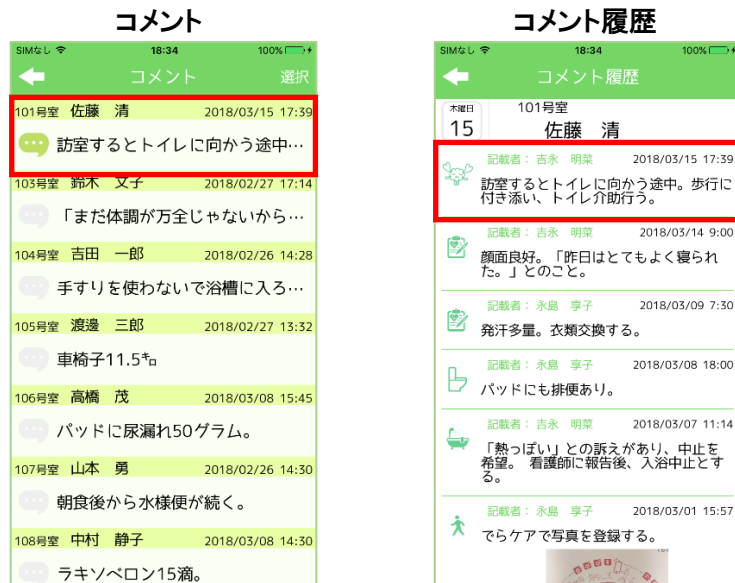 コメント
SIMなし 18:34 100%
コメント 選択
101号室 佐藤 清 2018/03/15 17:39
訪室するとトイレに向かう途中…
103号室 鈴木 文子 2018/02/27 17:14
「まだ体調が万全じゃないから…
104号室 吉田 一郎 2018/02/26 14:28
手すりを使わないで浴槽に入ろ…
105号室 渡邊 三郎 2018/02/27 13:32
車椅子11.5㌔
106号室 高橋 茂 2018/03/08 15:45
パッドに尿漏れ50グラム。
107号室 山本 勇 2018/02/26 14:30
朝食後から水様便が続く。
108号室 中村 静子 2018/03/08 14:30
ラキソベロン15滴。
コメント履歴
SIMなし 18:34 100%
コメント履歴
木曜日 101号室
15 佐藤 清
記載者： 吉永 明菜 2018/03/15 17:39
訪室するとトイレに向かう途中。歩行に
付き添い、トイレ介助行う。
記載者： 吉永 明菜 2018/03/14 9:00
顔面良好。「昨日はとてもよく寝られ
た。」とのこと。
記載者： 永島 享子 2018/03/09 7:30
発汗多量。衣類交換する。
記載者： 永島 享子 2018/03/08 18:00
パッドにも排便あり。
記載者： 吉永 明菜 2018/03/07 11:14
「熱っぽい」との訴えがあり、中止を
希望。 看護師に報告後、入浴中止とす
る。
記載者： 永島 享子 2018/03/01 15:57
でらケアで写真を登録する。